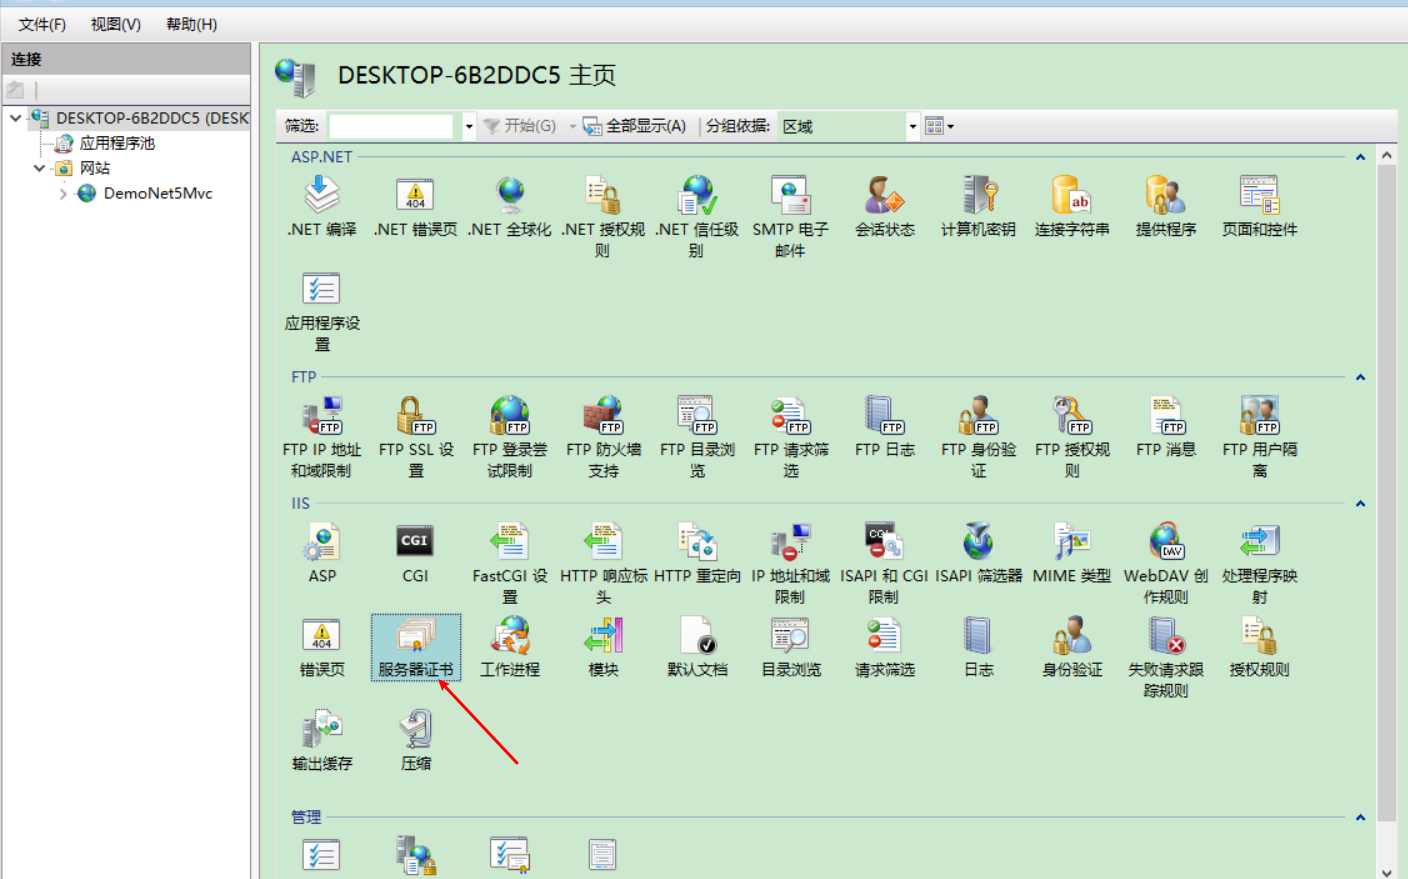 文件(F) 视图(V) 帮助(H)
连接
DESKTOP-6B2DDC5 (DESK
应用程序池
网站
DemoNet5Mvc
DESKTOP-6B2DDC5 主页
筛选: 开始(G) 全部显示(A) 分组依据: 区域
ASP.NET
.NET 编译 .NET 错误页 .NET 全球化 .NET 授权规 .NET 信任级 SMTP 电子 会话状态 计算机密钥 连接字符串 提供程序 页面和控件
则 别 邮件
应用程序设
置
FTP
FTP IP 地址 FTP SSL 设 FTP 登录尝 FTP 防火墙 FTP 目录浏 FTP 请求筛 FTP 日志 FTP 身份验 FTP 授权规 FTP 消息 FTP 用户隔
和域限制 置 试限制 支持 览 选 证 则 离
IIS
ASP CGI FastCGI 设 HTTP 响应标 HTTP 重定向 IP 地址和域 ISAPI 和 CGI ISAPI 筛选器 MIME 类型 WebDAV 创 处理程序映
置 头 限制 限制 作规则 射
错误页 服务器证书 工作进程 模块 默认文档 目录浏览 请求筛选 日志 身份验证 失败请求跟 授权规则
踪规则
输出缓存 压缩
管理